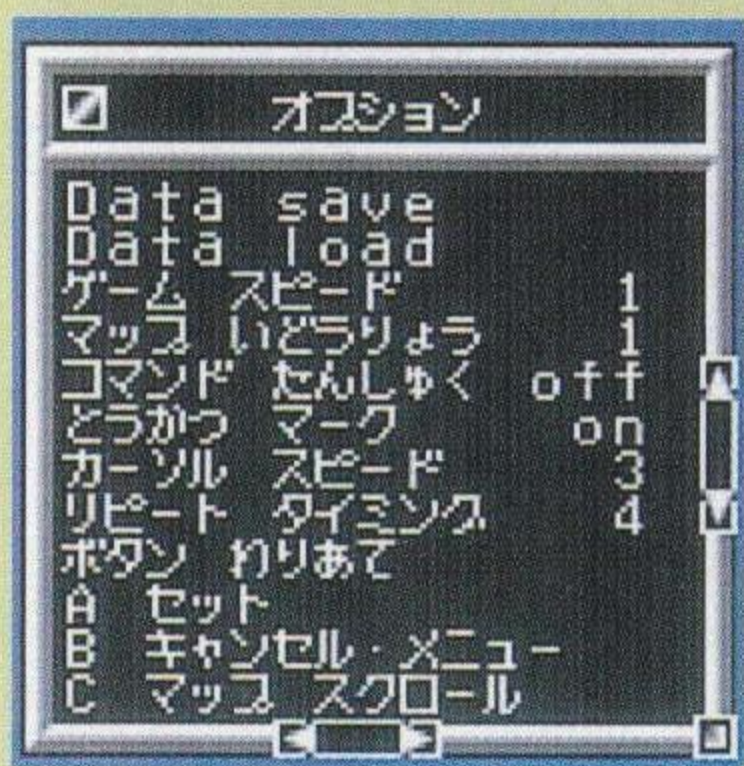 オプション
Data save
Data load
ゲーム スピード 1
マップ いどうりょう 1
コマンド たんしゅく off
とうかつ マーク on
カーソル スピード 3
リピート タイミング 4
ボタン わりあて
A セット
B キャンセル・メニュー
C マップ スクロール